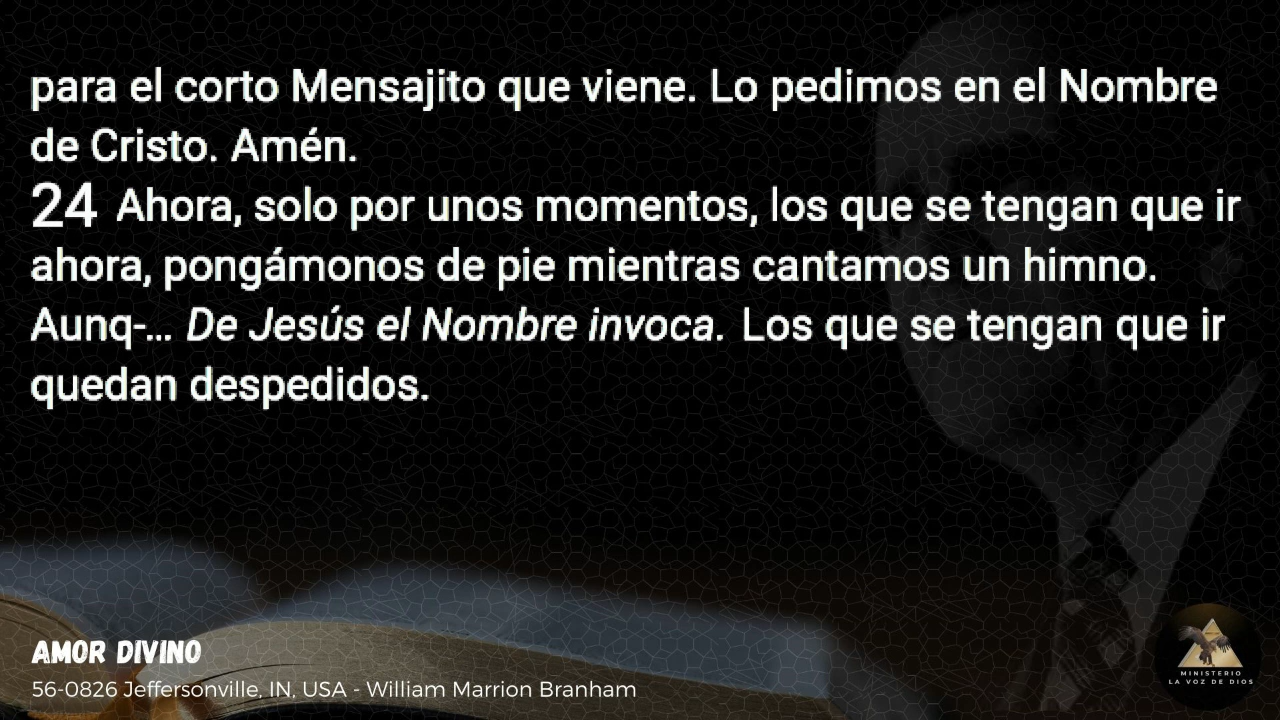 para el corto Mensajito que viene. Lo pedimos en el Nombre
de Cristo. Amén.
24 Ahora, solo por unos momentos, los que se tengan que ir
ahora, pongámonos de pie mientras cantamos un himno.
Aunq-... De Jesús el Nombre invoca. Los que se tengan que ir
quedan despedidos.
AMOR DIVINO
56-0826 Jeffersonville, IN, USA - William Marrion Branham
MINISTERIO
LA VOZ DE DIOS